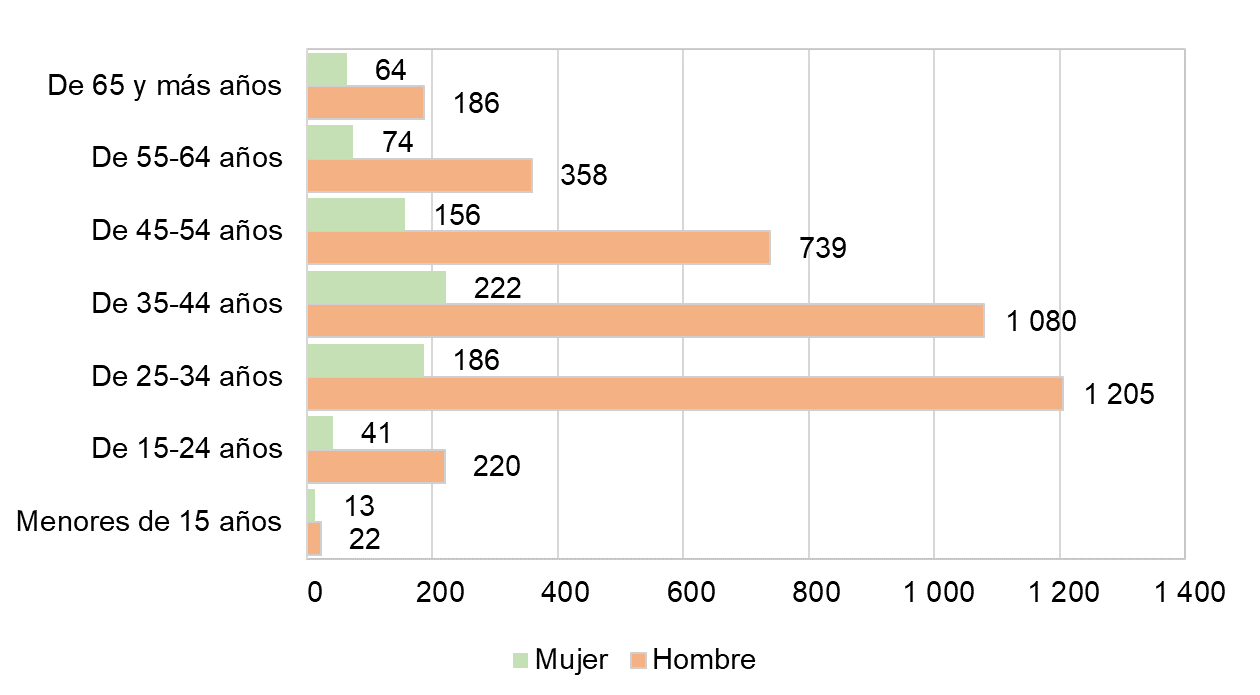 De 65 y más años
64
186
De 55-64 años
74
358
De 45-54 años
156
739
De 35-44 años
222
1 080
De 25-34 años
186
1 205
De 15-24 años
41
220
Menores de 15 años
13
22
0 200 400 600 800 1 000 1 200 1 400
Mujer Hombre